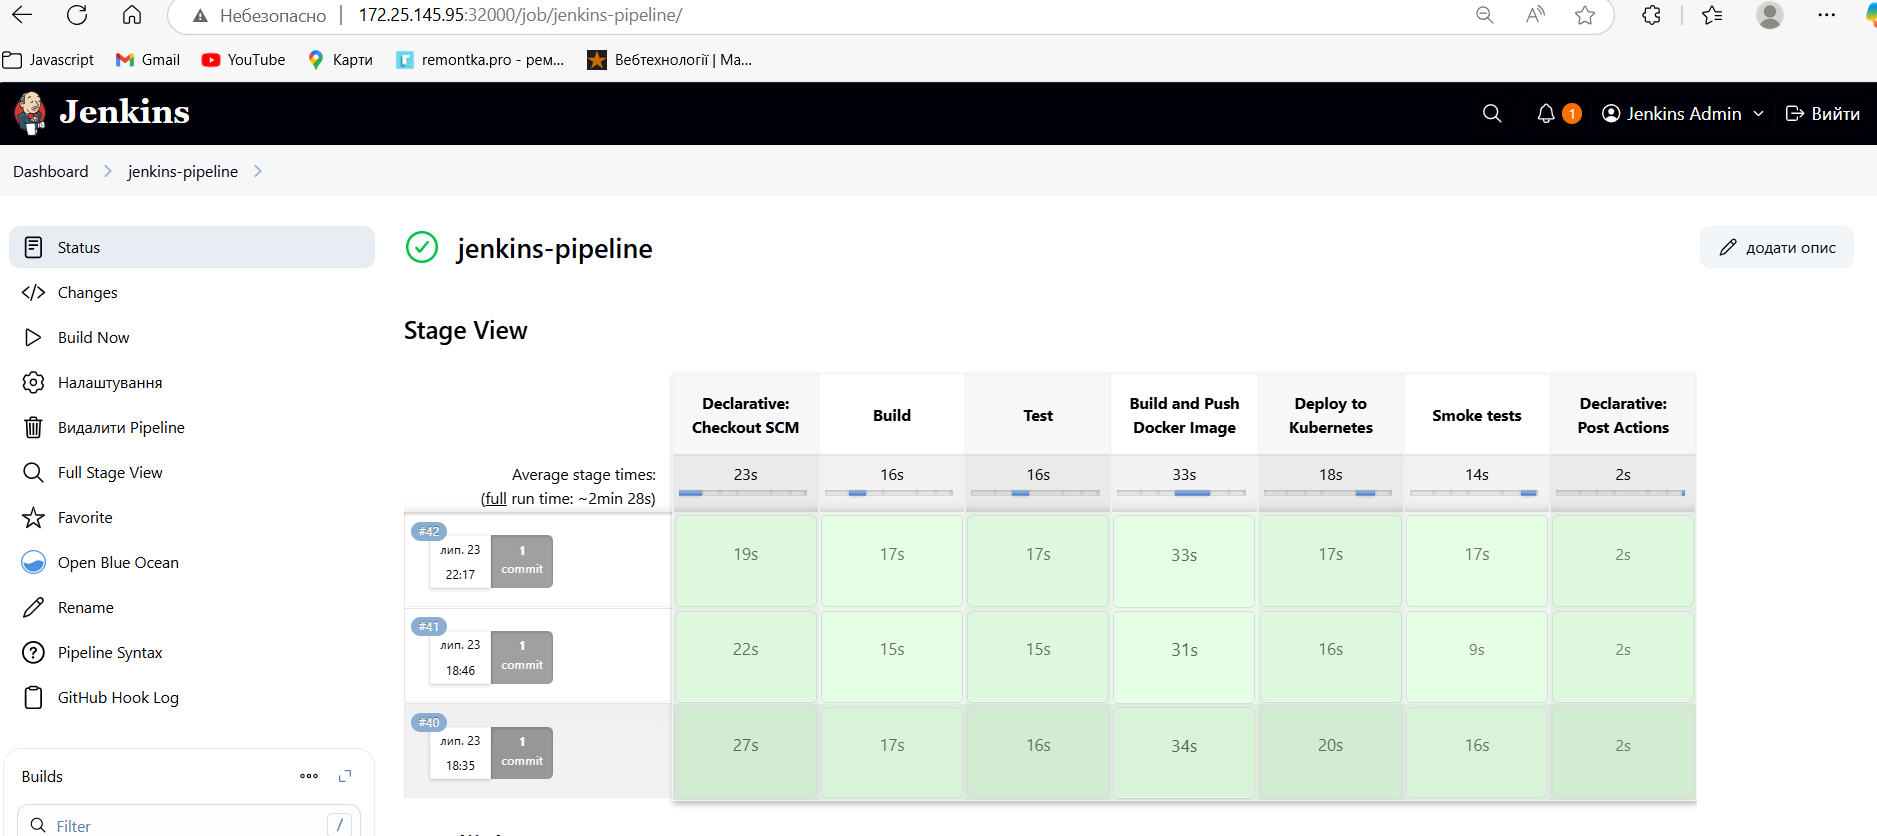 Небезопасно
172.25.145.95:32000/job/jenkins-pipeline/
Javascript
Gmail
YouTube
Карти
remontka.pro - рем...
Вебтехнології | Ма...
Jenkins
1
Jenkins Admin
Вийти
Dashboard
jenkins-pipeline
Status
Changes
Build Now
Налаштування
Видалити Pipeline
Full Stage View
Favorite
Open Blue Ocean
Rename
Pipeline Syntax
GitHub Hook Log
Builds
Filter
/
jenkins-pipeline
додати опис
Stage View
Declarative: Checkout SCM
Build
Test
Build and Push Docker Image
Deploy to Kubernetes
Smoke tests
Declarative: Post Actions
Average stage times:
(full run time: ~2min 28s)
23s 16s 16s 33s 18s 14s 2s
#42
лип. 23
22:17
1
commit
19s 17s 17s 33s 17s 17s 2s
#41
лип. 23
18:46
1
commit
22s 15s 15s 31s 16s 9s 2s
#40
лип. 23
18:35
1
commit
27s 17s 16s 34s 20s 16s 2s